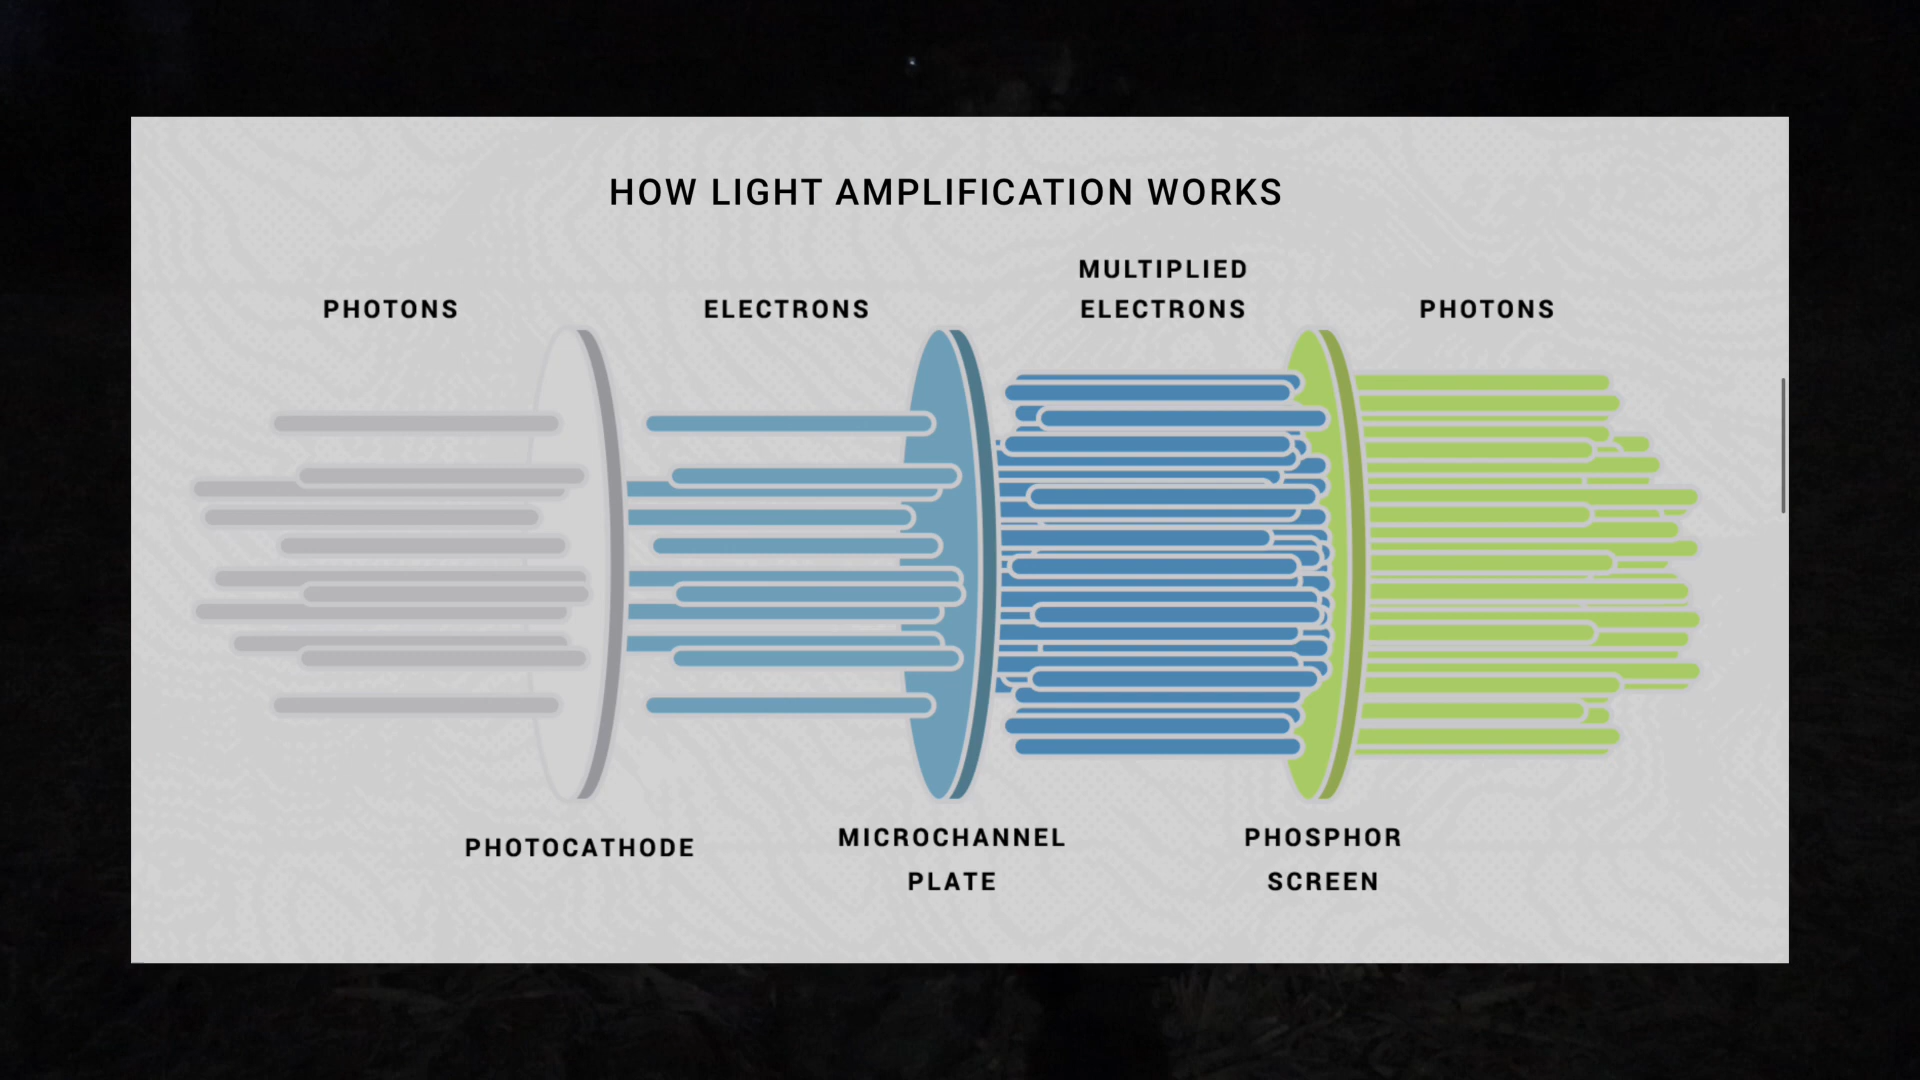 HOW LIGHT AMPLIFICATION WORKS
PHOTONS
ELECTRONS
MULTIPLIED
ELECTRONS
PHOTONS
PHOTOCATHODE
MICROCHANNEL
PLATE
PHOSPHOR
SCREEN